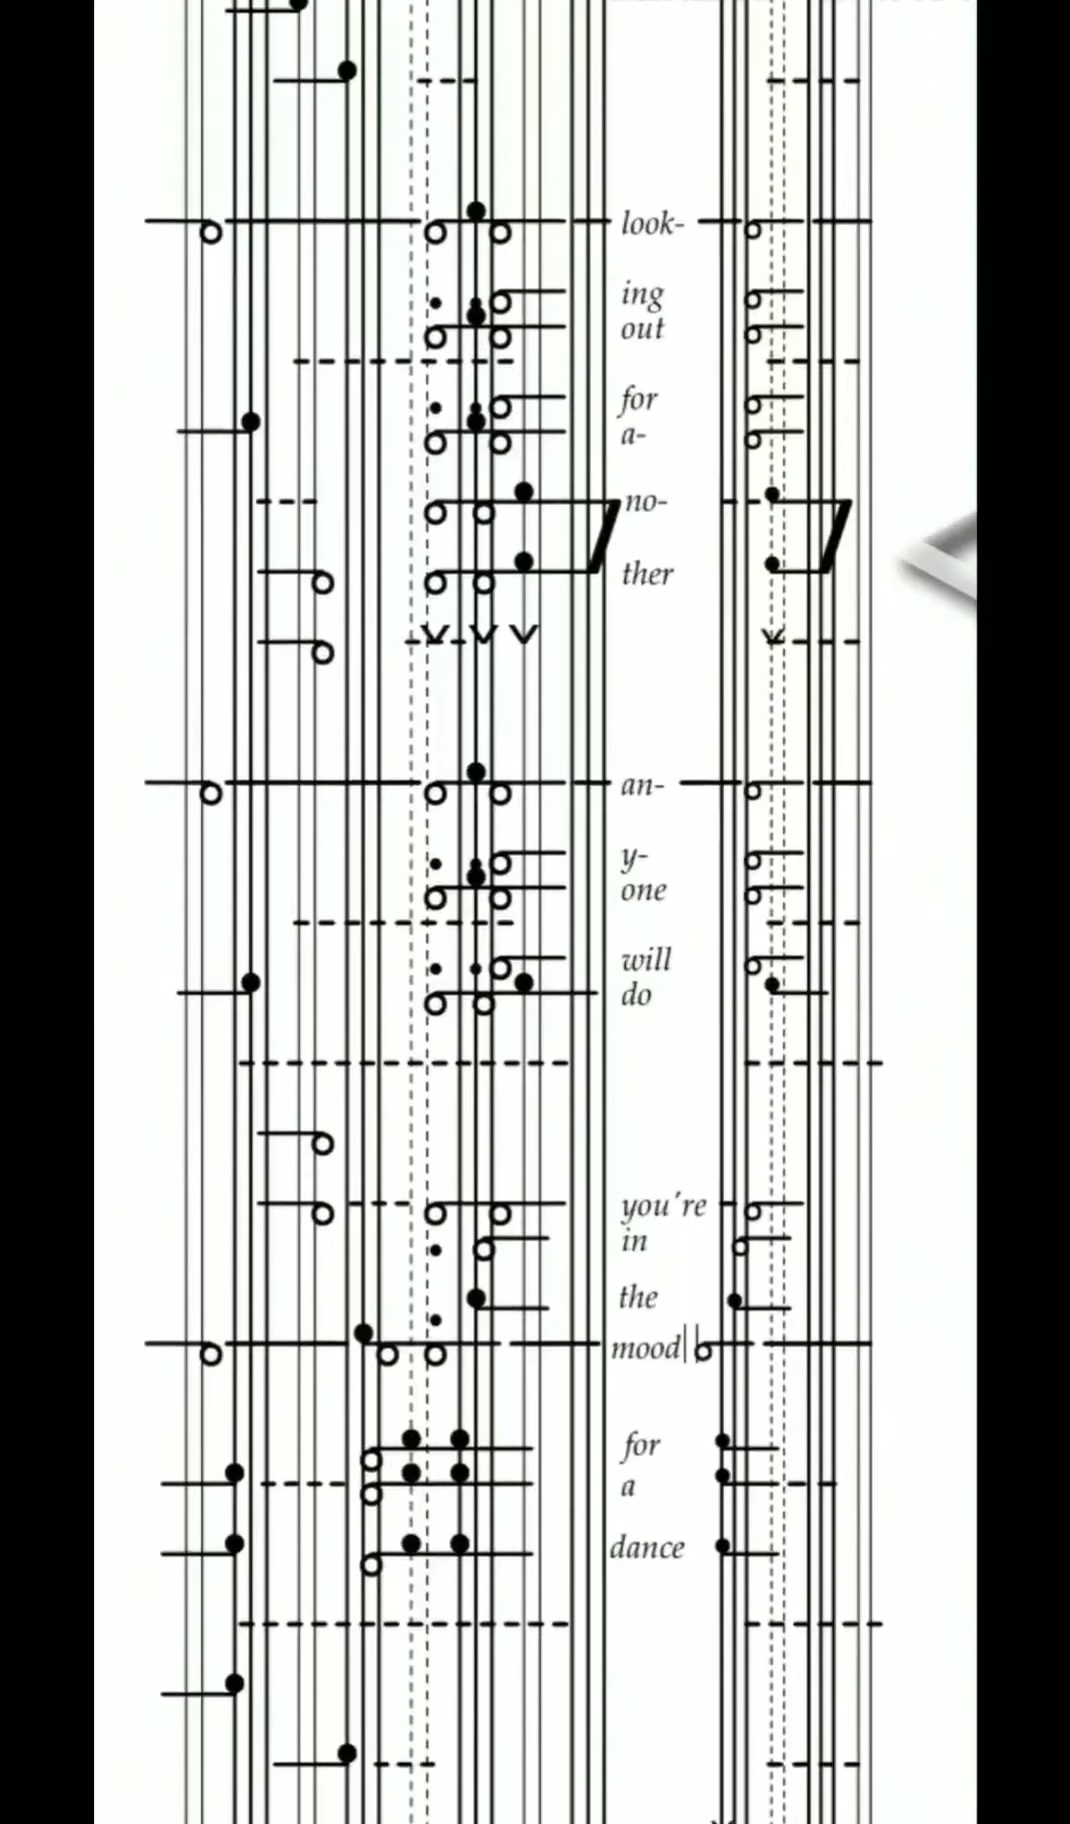 look-
ing
out
for
a-
no-
ther
an-
y-
one
will
do
you're
in
the
mood
for
a
dance